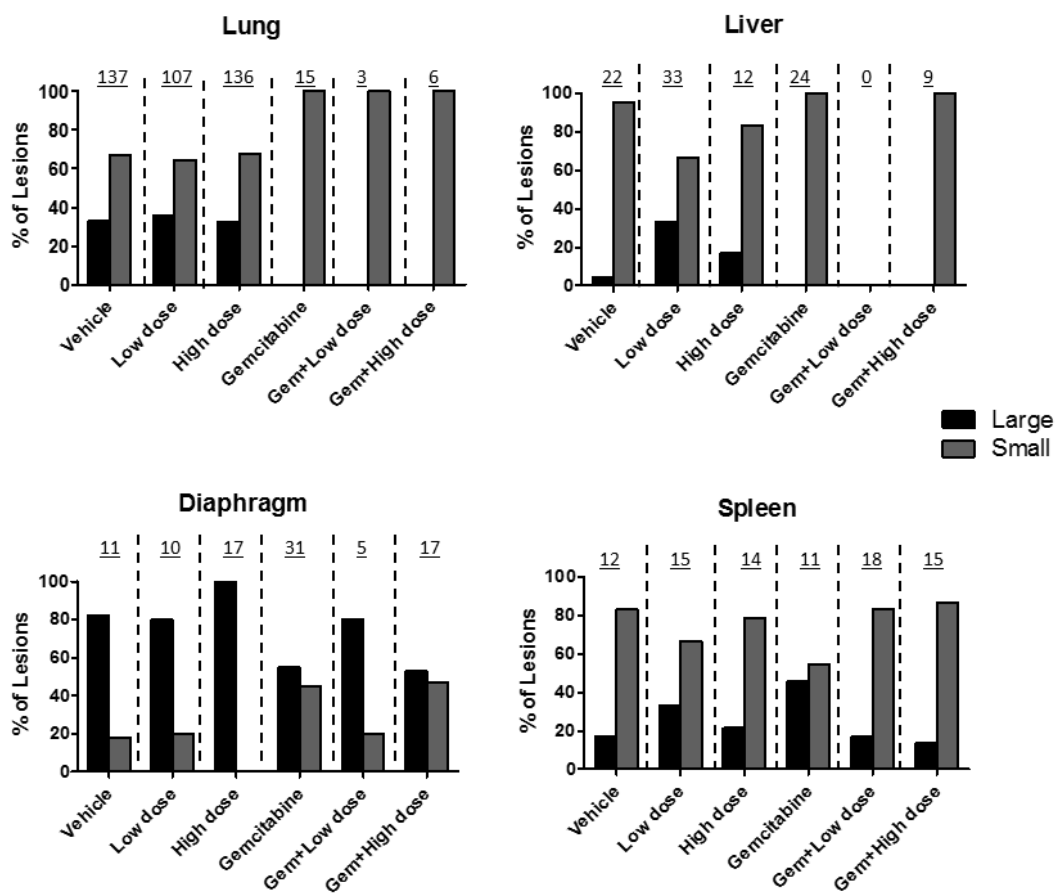 Lung
137 107 136 15 3 6
% of Lesions
100
80
60
40
20
0
Vehicle
Low dose
High dose
Gemcitabine
Gem+Low dose
Gem+High dose
Liver
22 33 12 24 0 9
% of Lesions
100
80
60
40
20
0
Vehicle
Low dose
High dose
Gemcitabine
Gem+Low dose
Gem+High dose
Large
Small
Diaphragm
11 10 17 31 5 17
% of Lesions
100
80
60
40
20
0
Vehicle
Low dose
High dose
Gemcitabine
Gem+Low dose
Gem+High dose
Spleen
12 15 14 11 18 15
% of Lesions
100
80
60
40
20
0
Vehicle
Low dose
High dose
Gemcitabine
Gem+Low dose
Gem+High dose